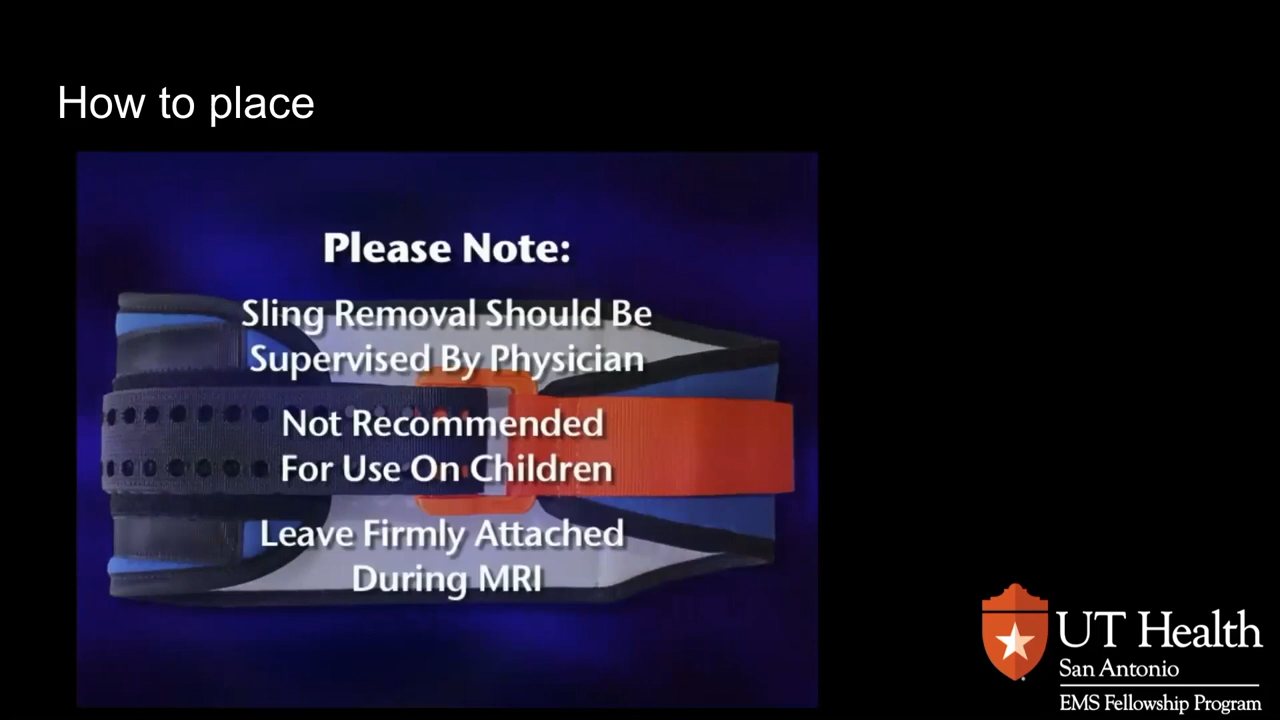 How to place
Please Note:
Sling Removal Should Be
Supervised By Physician
Not Recommended
For Use On Children
Leave Firmly Attached
During MRI
UT Health
San Antonio
EMS Fellowship Program